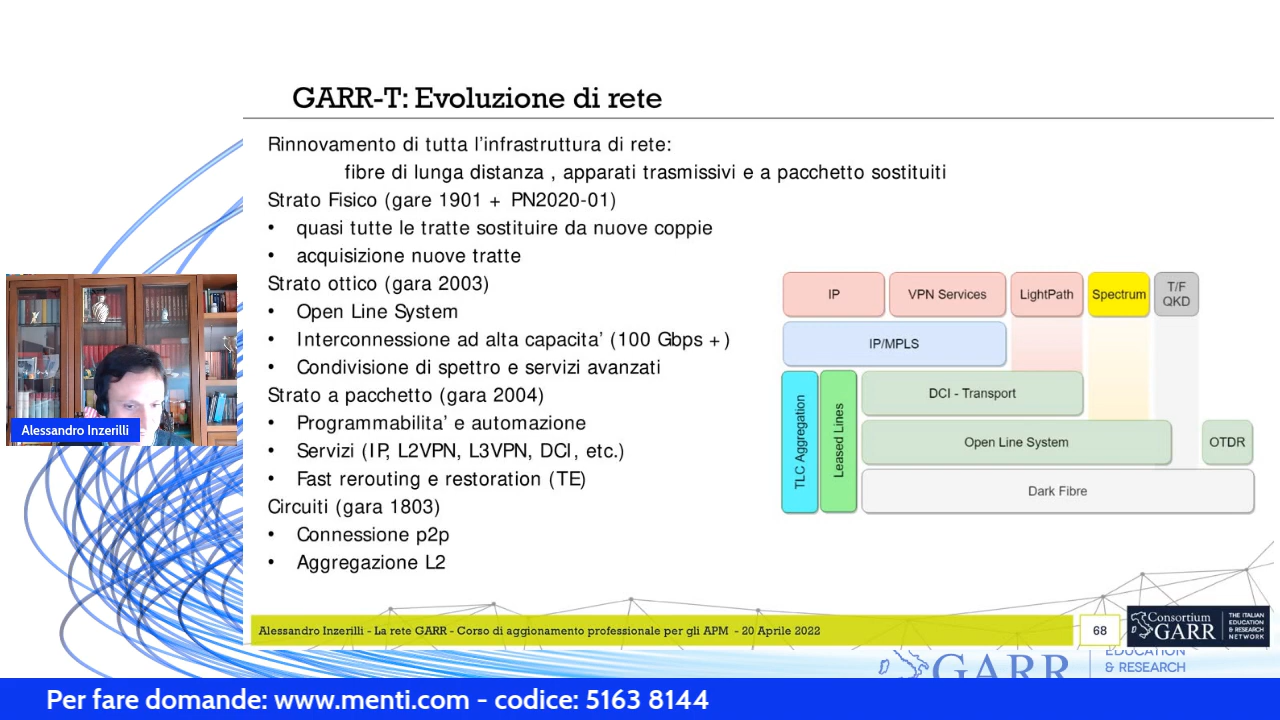 GARR-T: Evoluzione di rete
Rinnovamento di tutta l'infrastruttura di rete:
fibre di lunga distanza , apparati trasmissivi e a pacchetto sostituiti
Strato Fisico (gare 1901 + PN2020-01)
• quasi tutte le tratte sostituire da nuove coppie
• acquisizione nuove tratte
Strato ottico (gara 2003)
• Open Line System
• Interconnessione ad alta capacita' (100 Gbps +)
• Condivisione di spettro e servizi avanzati
Strato a pacchetto (gara 2004)
• Programmabilita' e automazione
• Servizi (IP, L2VPN, L3VPN, DCI, etc.)
• Fast rerouting e restoration (TE)
Circuiti (gara 1803)
• Connessione p2p
• Aggregazione L2
IP
VPN Services
LightPath
Spectrum
T/F
QKD
IP/MPLS
TLC Aggregation
Leased Lines
DCI - Transport
Open Line System
OTDR
Dark Fibre
Alessandro Inzerilli
Alessandro Inzerilli - La rete GARR - Corso di aggionamento professionale per gli APM - 20 Aprile 2022
68
Consortium
GARR
THE ITALIAN
EDUCATION
& RESEARCH
NETWORK
GARR
EDUCATION
& RESEARCH
Per fare domande: www.menti.com - codice: 5163 8144